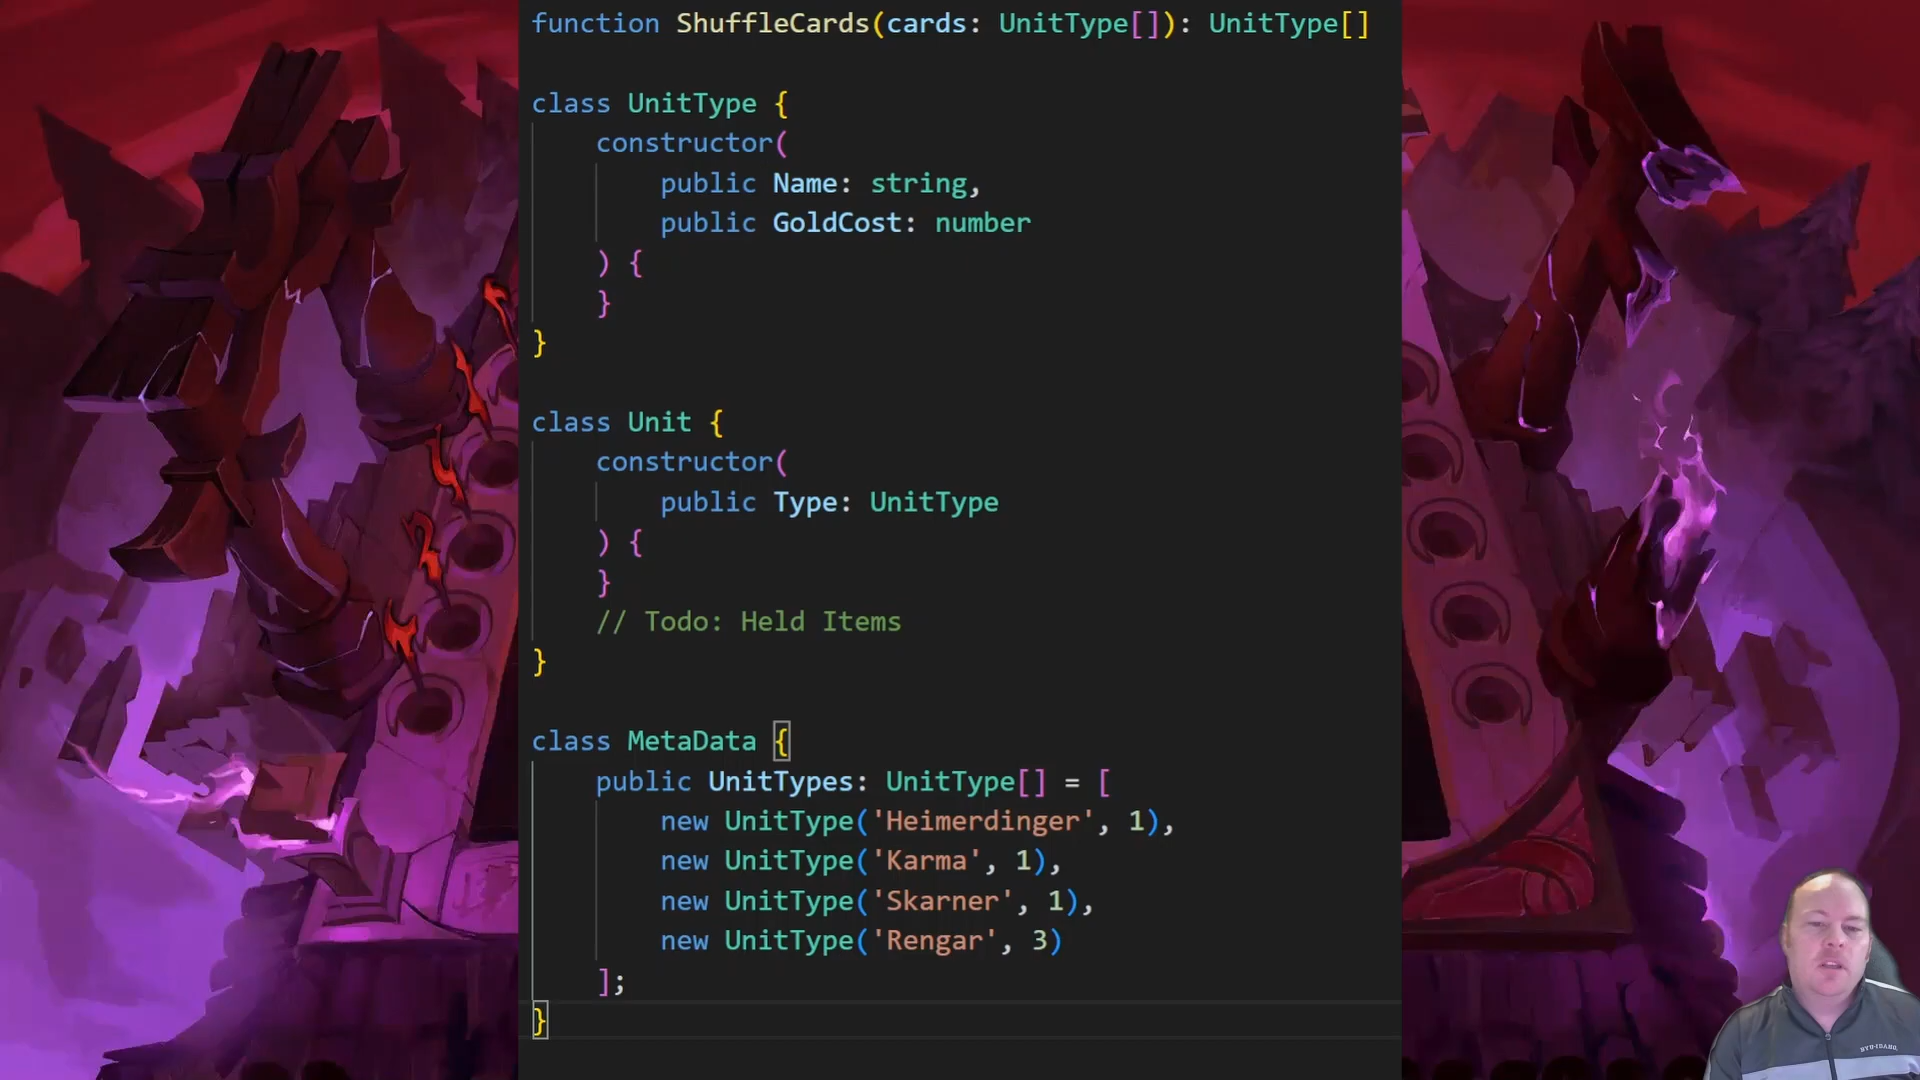 function ShuffleCards(cards: UnitType[]): UnitType[]
class UnitType {
constructor(
public Name: string,
public GoldCost: number
) {
}
}
class Unit {
constructor(
public Type: UnitType
) {
}
// Todo: Held Items
}
class MetaData {
public UnitTypes: UnitType[] = [
new UnitType('Heimerdinger', 1),
new UnitType('Karma', 1),
new UnitType('Skarner', 1),
new UnitType('Rengar', 3)
];
}
BYU-IDAHO